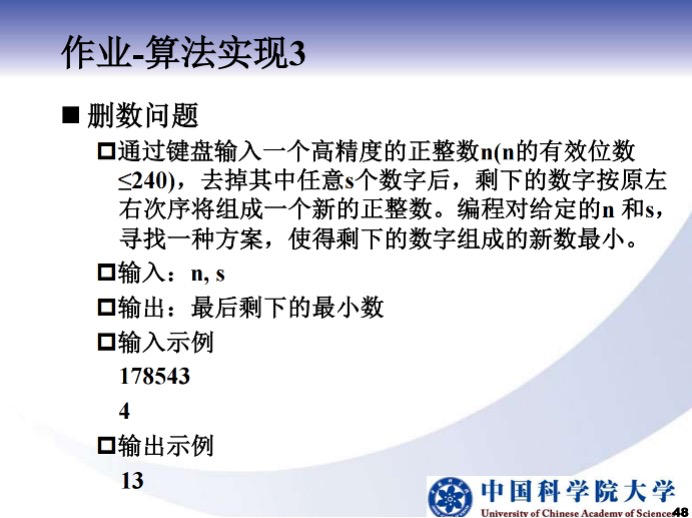 作业-算法实现3
删数问题
通过键盘输入一个高精度的正整数n(n的有效位数
≤240)，去掉其中任意s个数字后，剩下的数字按原左
右次序将组成一个新的正整数。编程对给定的n 和s，
寻找一种方案，使得剩下的数字组成的新数最小。
输入：n, s
输出：最后剩下的最小数
输入示例
178543
4
输出示例
13
中国科学院大学
University of Chinese Academy of Sciences
48